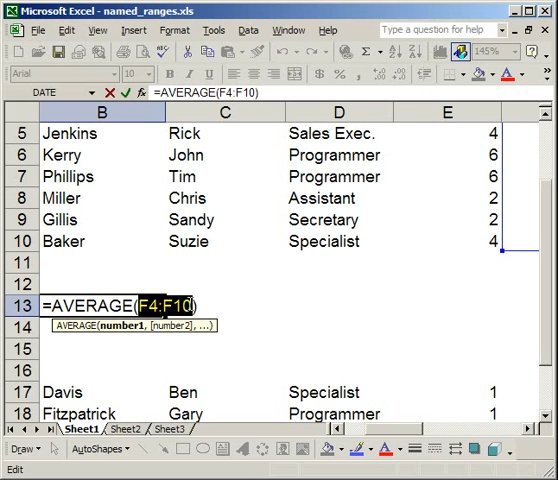 Microsoft Excel - named_ranges.xls
File Edit View Insert Format Tools Data Window Help
Type a question for help
145%
Arial 10 B I U $ % ,
DATE =AVERAGE(F4:F10)
B C D E
5 Jenkins Rick Sales Exec. 4
6 Kerry John Programmer 6
7 Phillips Tim Programmer 6
8 Miller Chris Assistant 2
9 Gillis Sandy Secretary 2
10 Baker Suzie Specialist 4
11
12
13 =AVERAGE(F4:F10)
14 AVERAGE(number1, [number2], ...)
15
16
17 Davis Ben Specialist 1
18 Fitzpatrick Gary Programmer 1
Sheet1 Sheet2 Sheet3
Draw AutoShapes
Edit